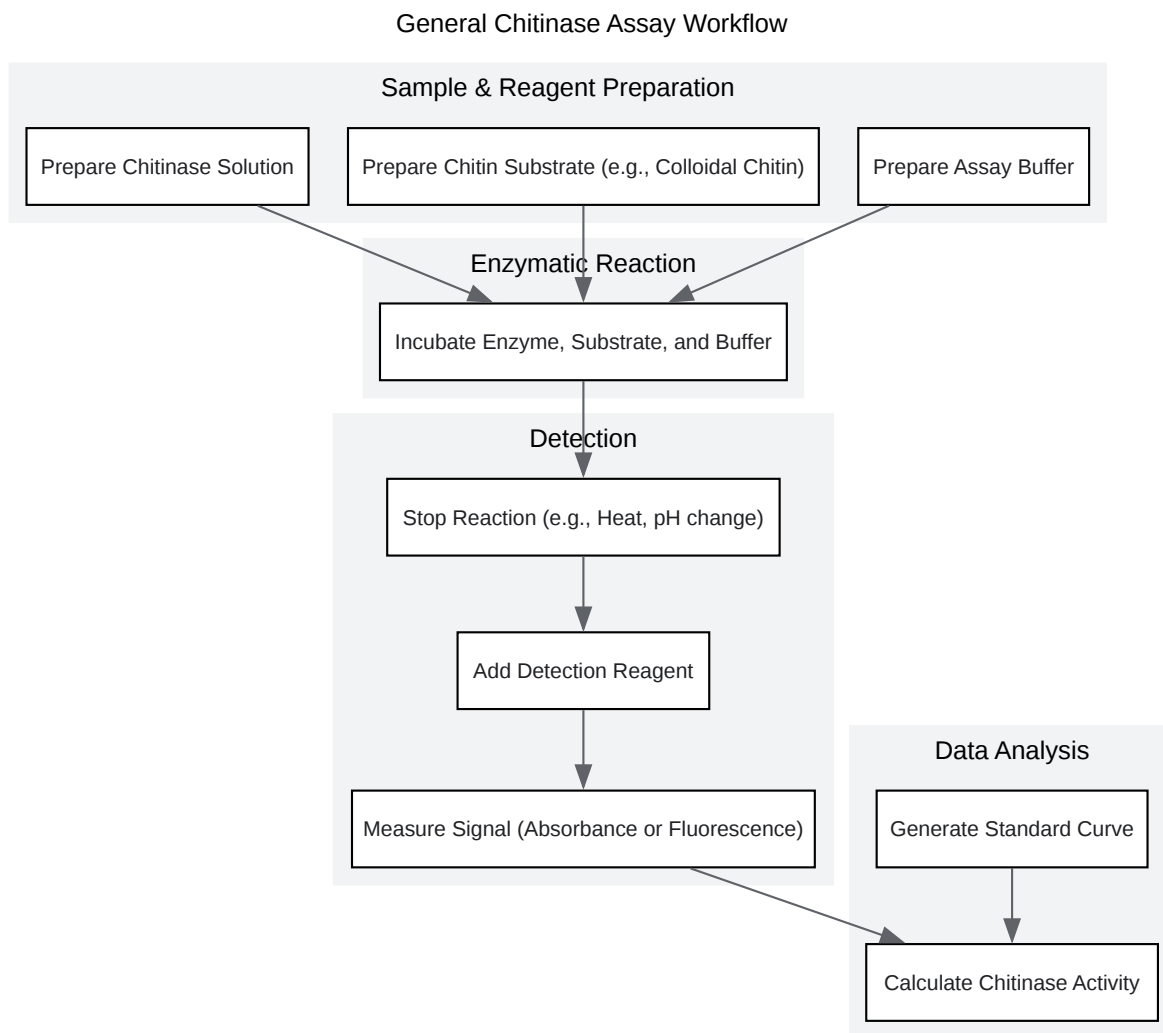 General Chitinase Assay Workflow
Sample & Reagent Preparation
Prepare Chitinase Solution
Prepare Chitin Substrate (e.g., Colloidal Chitin)
Prepare Assay Buffer
Enzymatic Reaction
Incubate Enzyme, Substrate, and Buffer
Detection
Stop Reaction (e.g., Heat, pH change)
Add Detection Reagent
Measure Signal (Absorbance or Fluorescence)
Data Analysis
Generate Standard Curve
Calculate Chitinase Activity